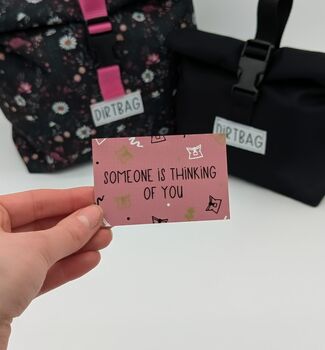 DIRTBAG
DIRTBAG
SOMEONE IS THINKING
OF YOU